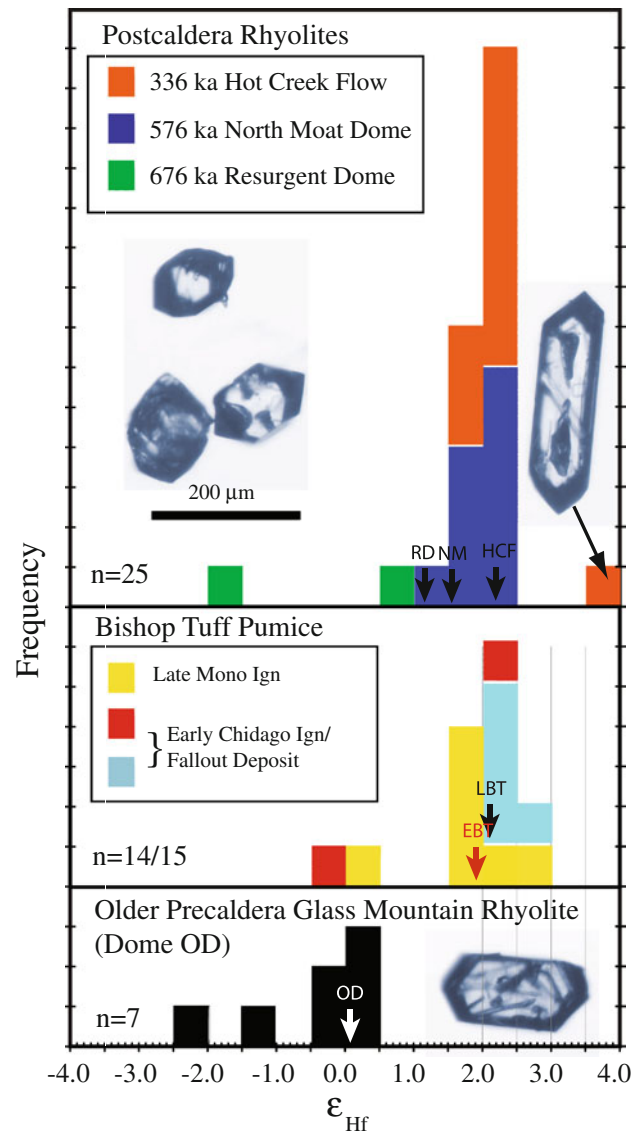 Postcaldera Rhyolites
336 ka Hot Creek Flow
576 ka North Moat Dome
676 ka Resurgent Dome
200 μm
RD NM HCF
n=25
Frequency
Bishop Tuff Pumice
Late Mono Ign
} Early Chidago Ign/
Fallout Deposit
LBT
EBT
n=14/15
Older Precaldera Glass Mountain Rhyolite
(Dome OD)
OD
n=7
-4.0 -3.0 -2.0 -1.0 0.0 1.0 2.0 3.0 4.0
εHf